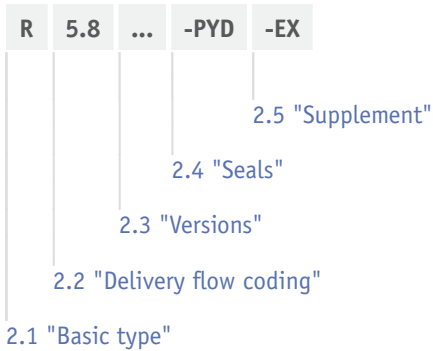 R 5.8 ... -PYD -EX
2.5 "Supplement"
2.4 "Seals"
2.3 "Versions"
2.2 "Delivery flow coding"
2.1 "Basic type"